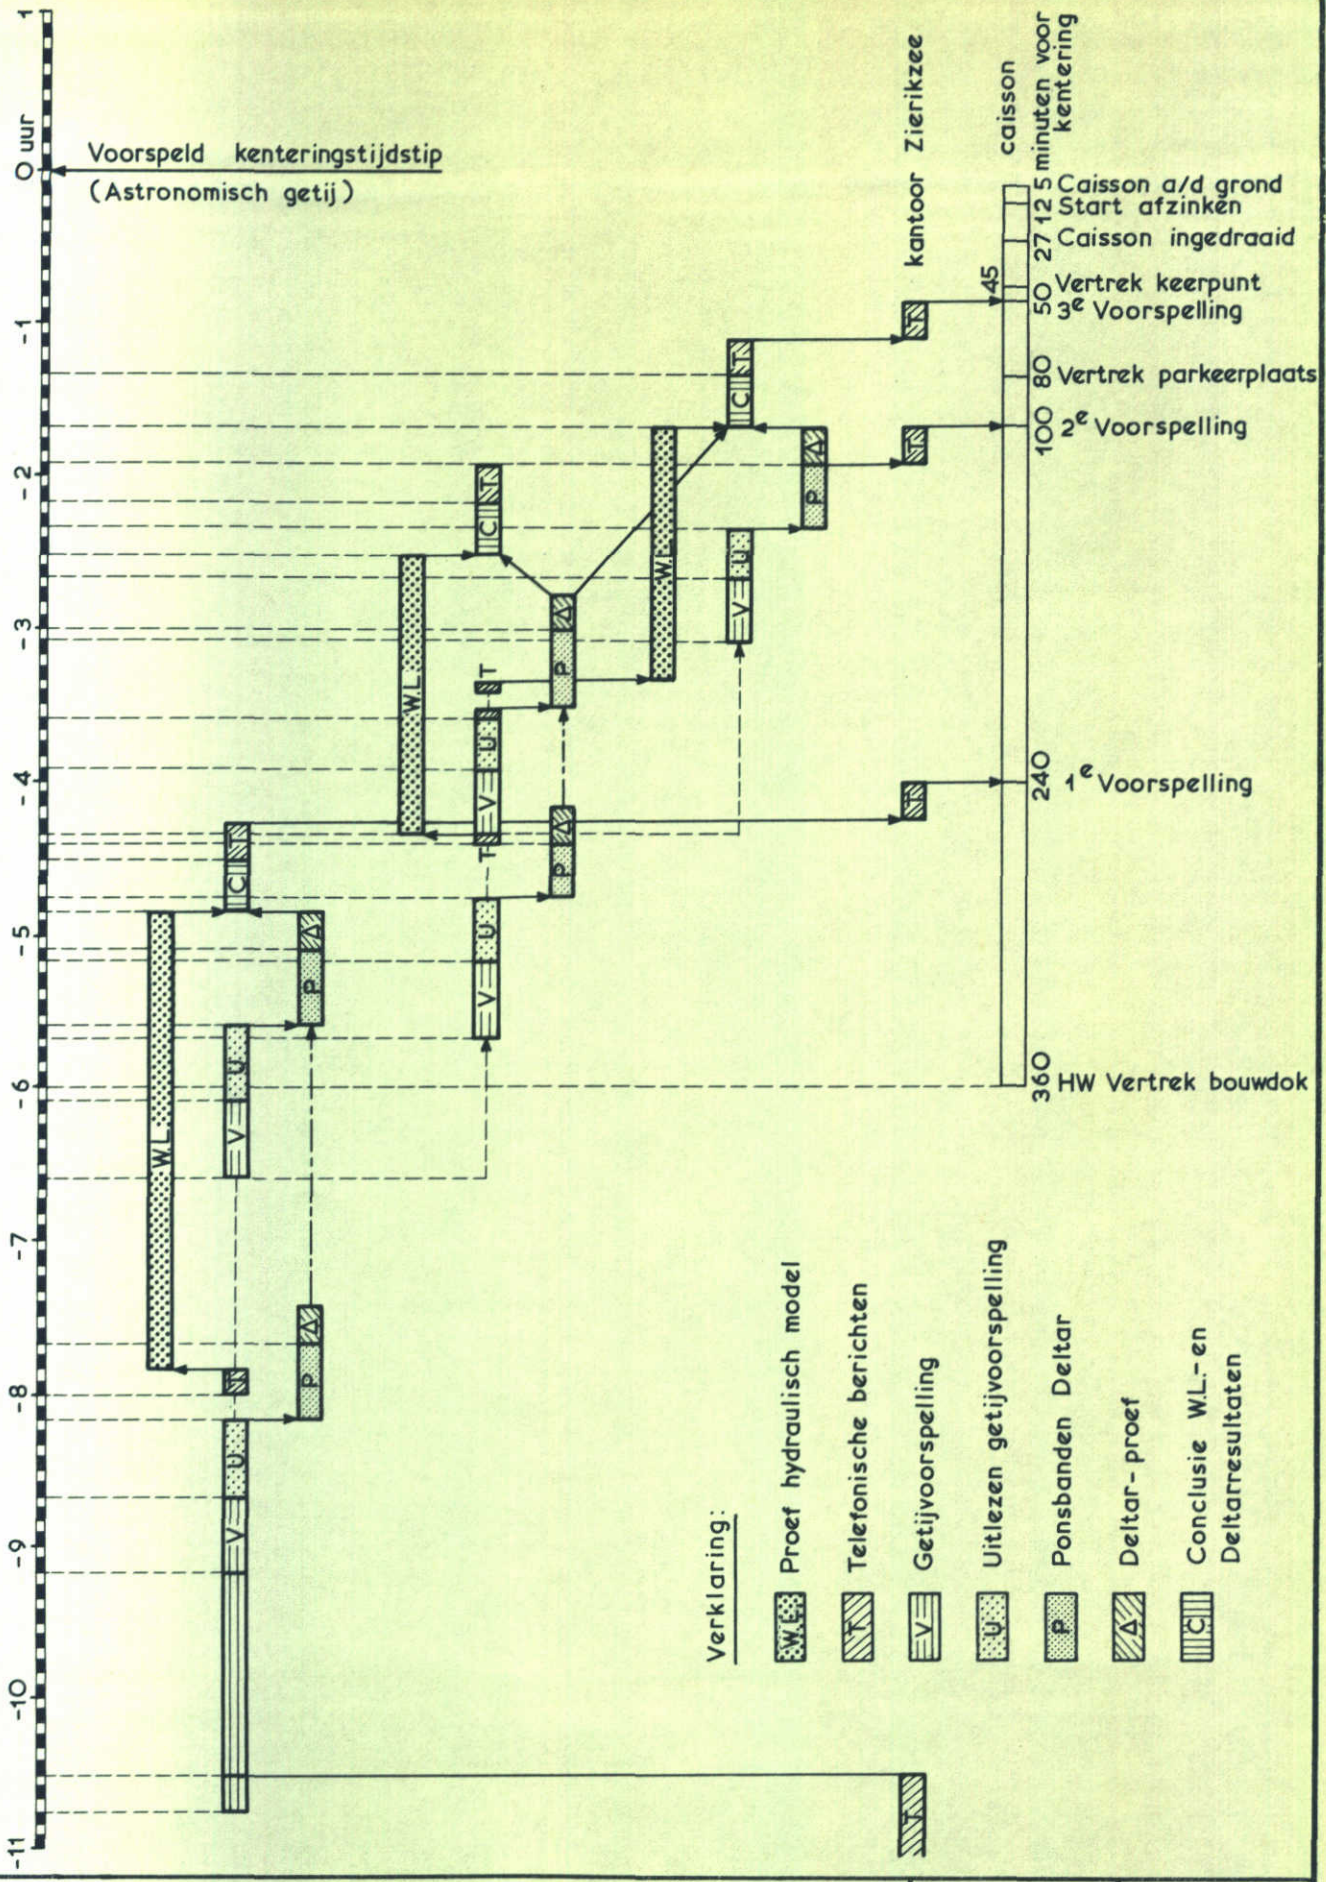 1
0 uur
-1
-2
-3
-4
-5
-6
-7
-8
-9
-10
-11
Voorspeld kenteringstijdstip
(Astronomisch getij)
kantoor Zierikzee
caisson
minuten voor
kentering
5 Caisson a/d grond
12 Start afzinken
27 Caisson ingedraaid
45 Vertrek keerpunt
50 3e Voorspelling
80 Vertrek parkeerplaats
100 2e Voorspelling
240 1e Voorspelling
360 HW Vertrek bouwdok
T
C T
T
P Δ
W.L.
V U
C T
P Δ
T
W.L.
T
V U
T
P Δ
T
C T
V U
P Δ
W.L.
V U
T
P Δ
V U
T
Verklaring:
W.L. Proef hydraulisch model
T Telefonische berichten
V Getijvoorspelling
U Uitlezen getijvoorspelling
P Ponsbanden Deltar
Δ Deltar-proef
C Conclusie W.L.-en
Deltarresultaten